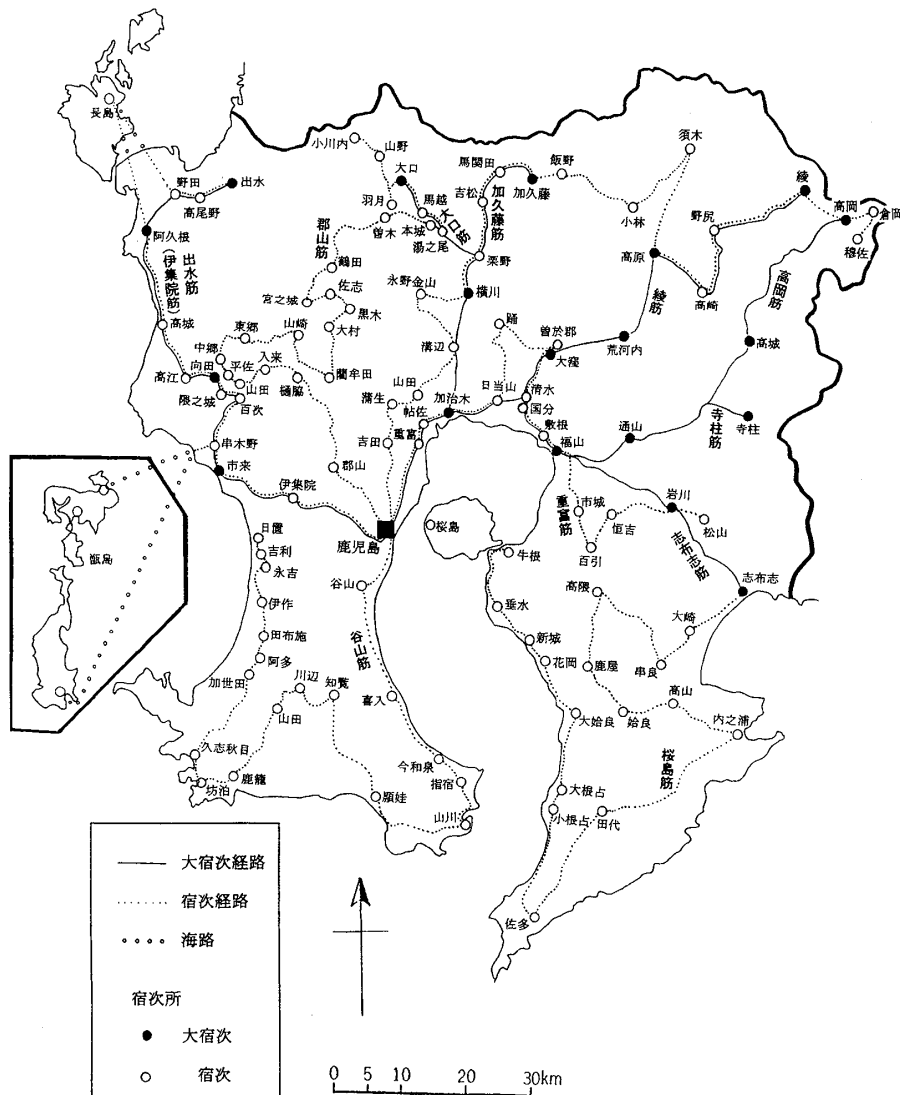 長島
小川内
山野
大口
馬関田
飯野
須木
野田
出水
高尾野
羽月
馬越
吉松
加久藤
加久藤筋
綾
高岡
倉岡
穆佐
阿久根
出水筋
(伊集院筋)
郡山筋
曽木
本城
湯之尾
大口筋
栗野
小林
野尻
高原
高崎
高岡筋
綾筋
鶴田
佐志
宮之城
黒木
永野金山
横川
高城
東郷
山崎
大村
踊
曽於郡
大窪
荒河内
高城
中郷
向田
平佐
入来
高江
山田
樋脇
藺牟田
溝辺
隈之城
百次
蒲生
山田
帖佐
加治木
日当山
清水
国分
敷根
福山
通山
寺柱筋
寺柱
串木野
市来
吉田
重富
郡山
伊集院
鹿児島
桜島
重富筋
市城
恒吉
岩川
松山
百引
志布志筋
志布志
甑島
日置
吉利
永吉
谷山
牛根
高隈
伊作
垂水
大崎
田布施
新城
谷山筋
阿多
花岡
鹿屋
串良
加世田
川辺
知覧
喜入
高山
山田
大姶良
姶良
内之浦
久志秋目
今和泉
桜島筋
坊泊
鹿籠
指宿
頴娃
大根占
山川
小根占
田代
佐多
大宿次経路
宿次経路
海路
宿次所
大宿次
宿次
0 5 10 20 30km